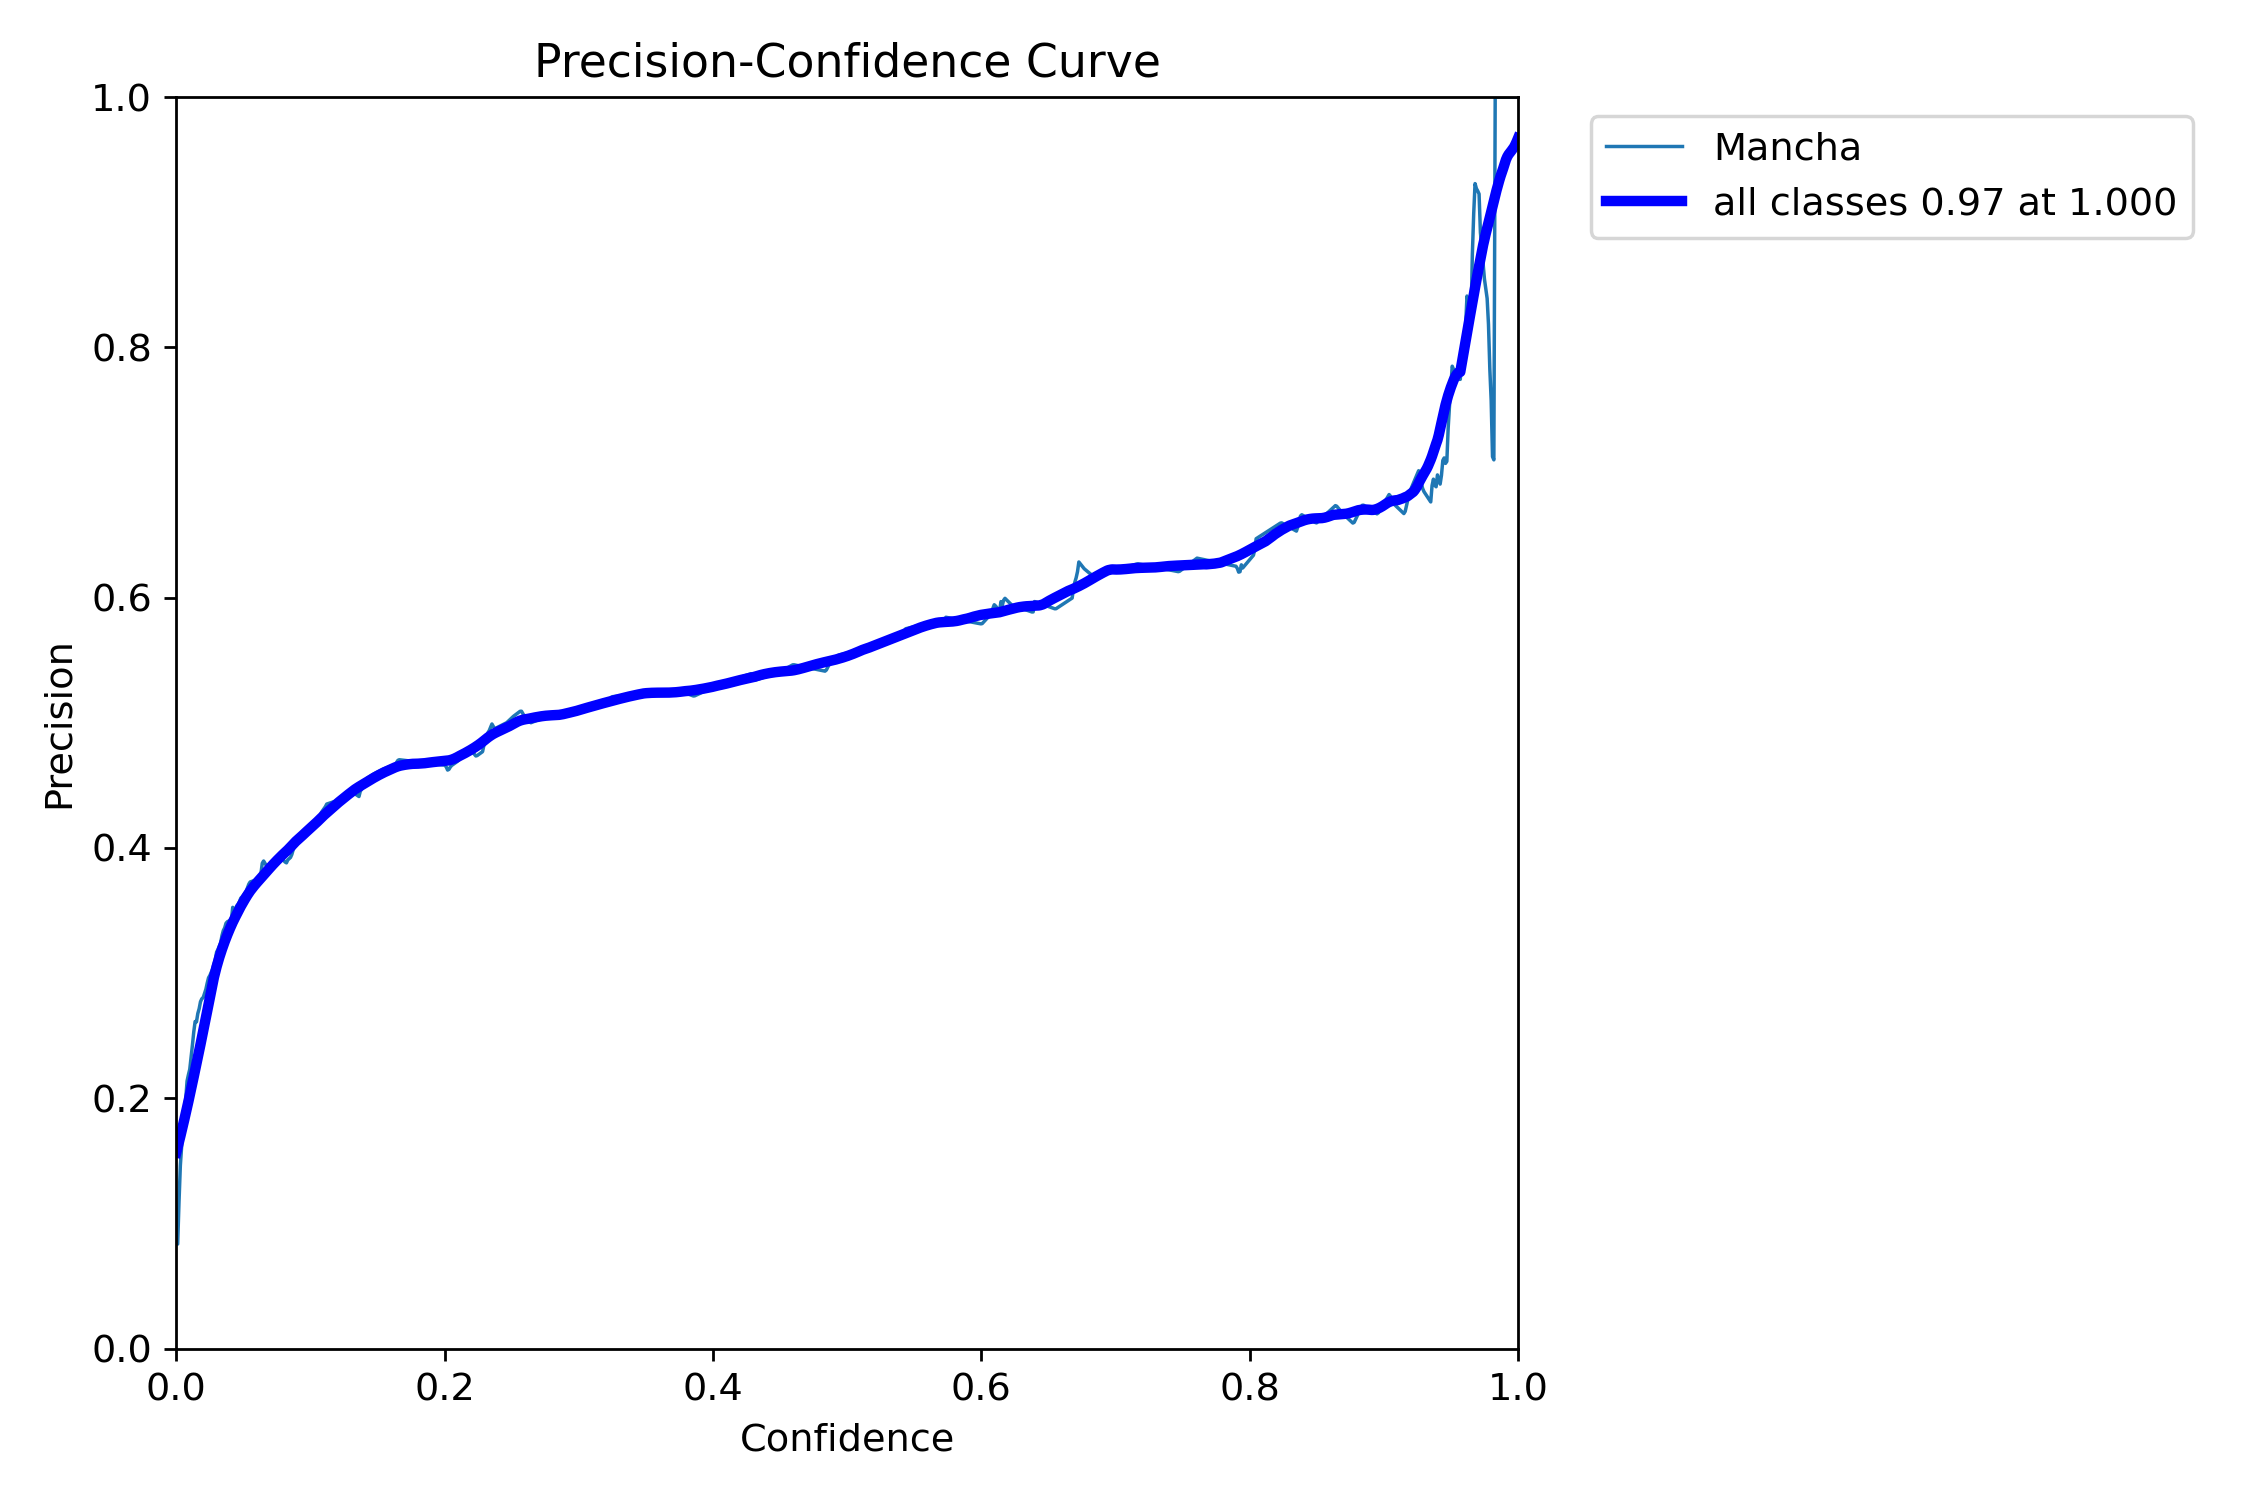 Precision-Confidence Curve
1.0
0.8
0.6
0.4
0.2
0.0
Precision
0.0 0.2 0.4 0.6 0.8 1.0
Confidence
Mancha
all classes 0.97 at 1.000